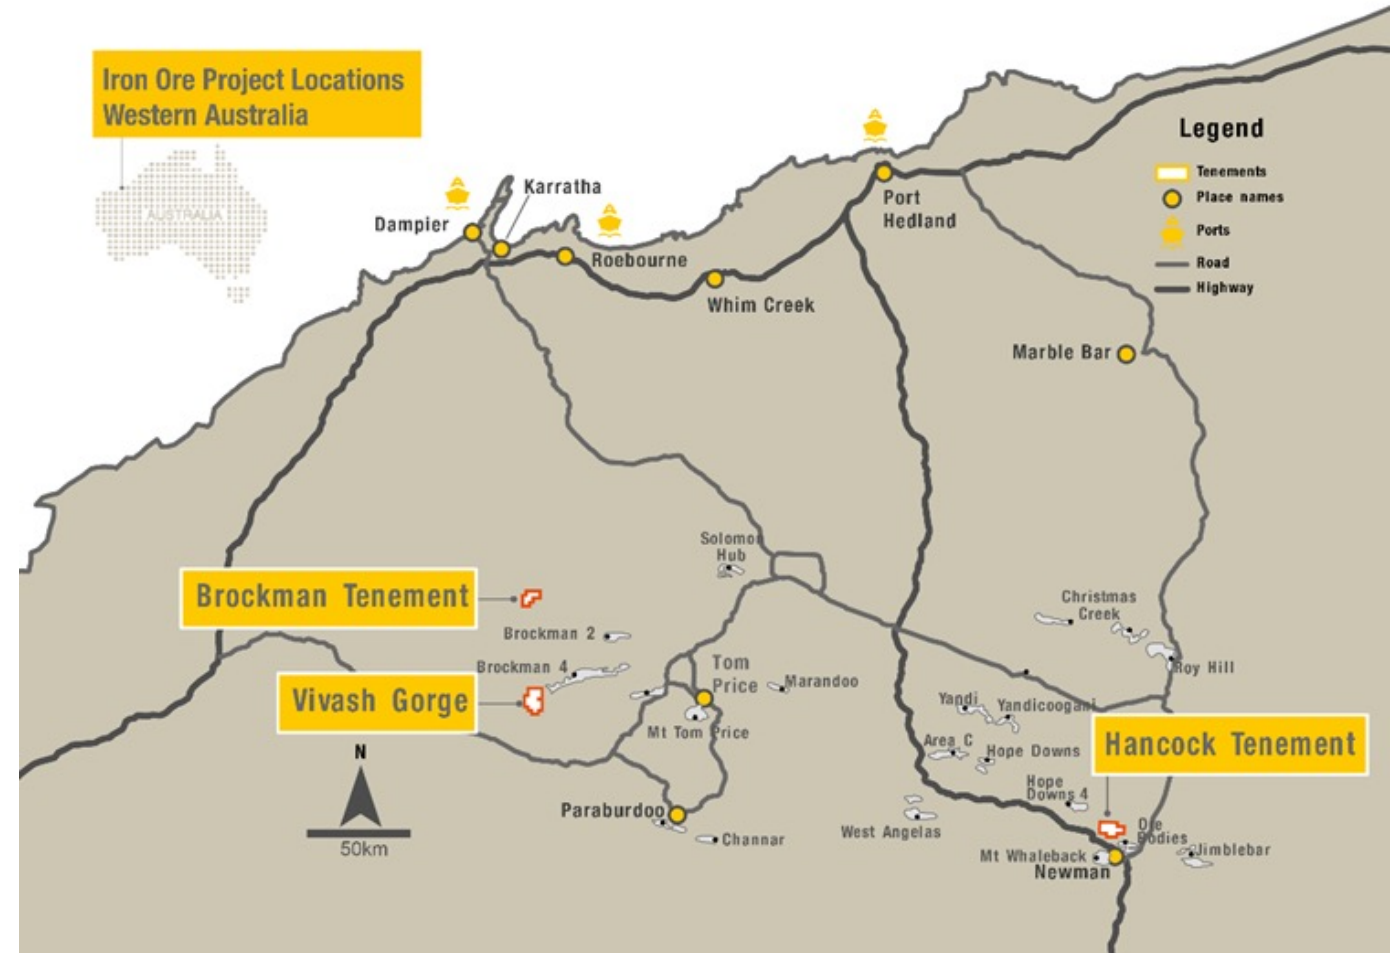 Iron Ore Project Locations
Western Australia
AUSTRALIA
Legend
Tenements
Place names
Ports
Road
Highway
Karratha
Dampier
Port
Hedland
Roebourne
Whim Creek
Marble Bar
Solomon
Hub
Brockman Tenement
Christmas
Creek
Brockman 2
Brockman 4
Tom
Price
Marandoo
Roy Hill
Vivash Gorge
Yandi
Yandicoogani
Mt Tom Price
Area C
Hope Downs
Hancock Tenement
N
50km
Hope
Downs 4
Paraburdoo
Channar
West Angelas
Ore
Bodies
Mt Whaleback
Jimblebar
Newman